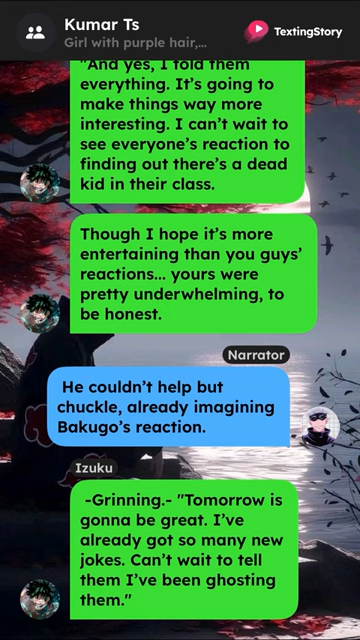 Kumar Ts
Girl with purple hair,...
TextingStory
"And yes, I told them
everything. It's going to
make things way more
interesting. I can't wait to
see everyone's reaction to
finding out there's a dead
kid in their class.
Though I hope it's more
entertaining than you guys'
reactions... yours were
pretty underwhelming, to
be honest.
Narrator
He couldn't help but
chuckle, already imagining
Bakugo's reaction.
Izuku
-Grinning.- "Tomorrow is
gonna be great. I've
already got so many new
jokes. Can't wait to tell
them I've been ghosting
them."